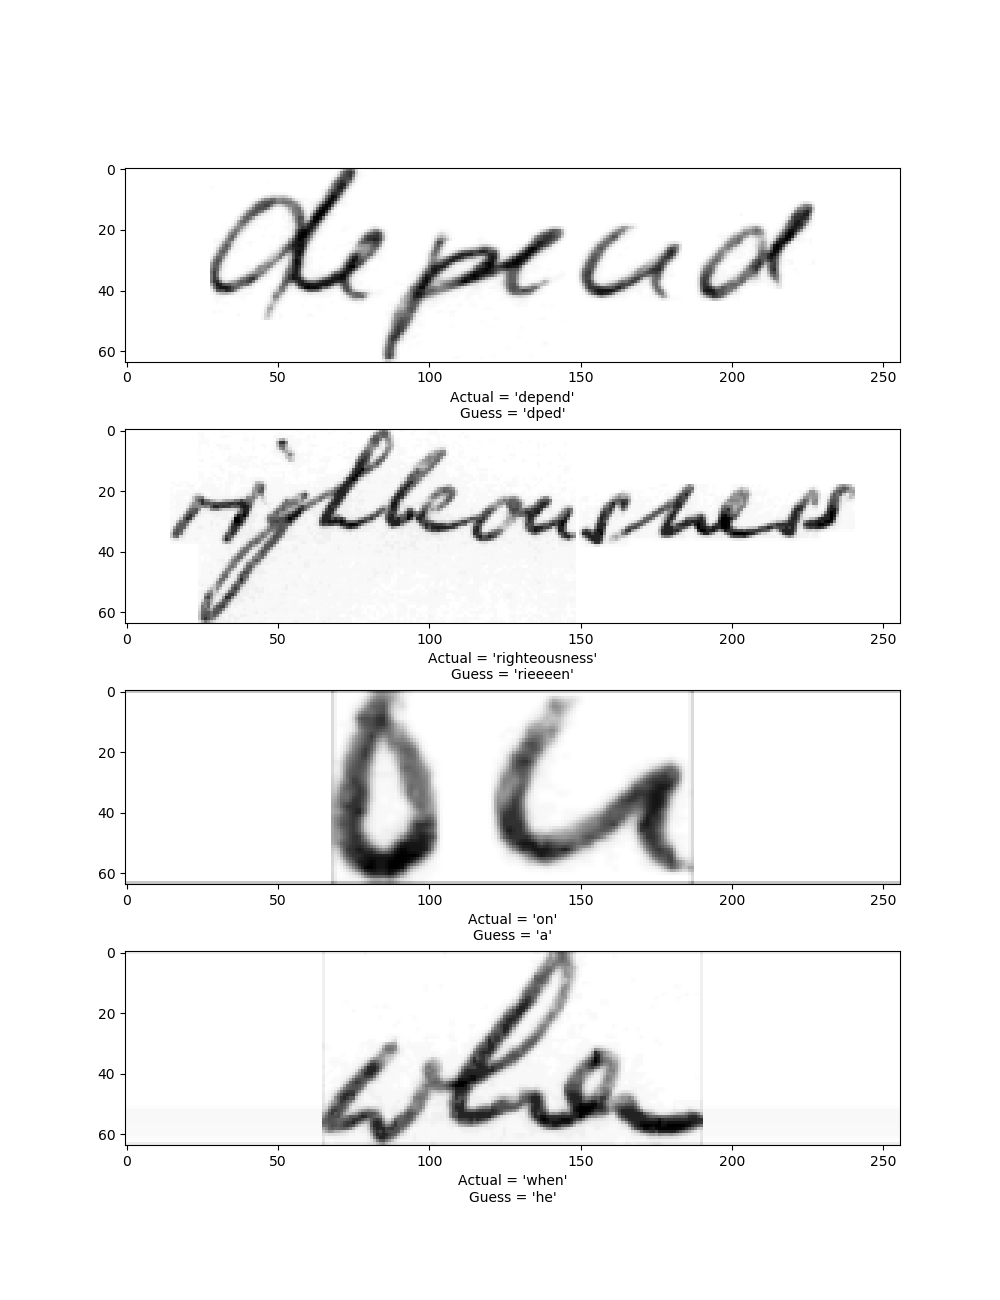 depend
0
20
40
60
0 50 100 150 200 250
Actual = 'depend'
Guess = 'dped'
righteousness
0
20
40
60
0 50 100 150 200 250
Actual = 'righteousness'
Guess = 'rieeeen'
on
0
20
40
60
0 50 100 150 200 250
Actual = 'on'
Guess = 'a'
when
0
20
40
60
0 50 100 150 200 250
Actual = 'when'
Guess = 'he'